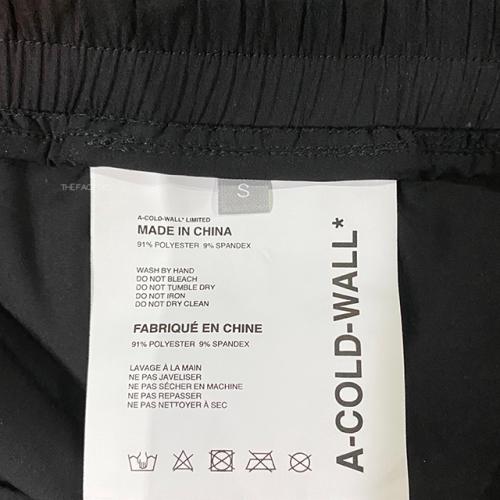 S
A-COLD-WALL* LIMITED
MADE IN CHINA
91% POLYESTER 9% SPANDEX
WASH BY HAND
DO NOT BLEACH
DO NOT TUMBLE DRY
DO NOT IRON
DO NOT DRY CLEAN
FABRIQUÉ EN CHINE
91% POLYESTER 9% SPANDEX
LAVAGE À LA MAIN
NE PAS JAVELISER
NE PAS SÉCHER EN MACHINE
NE PAS REPASSER
NE PAS NETTOYER À SEC
A-COLD-WALL*